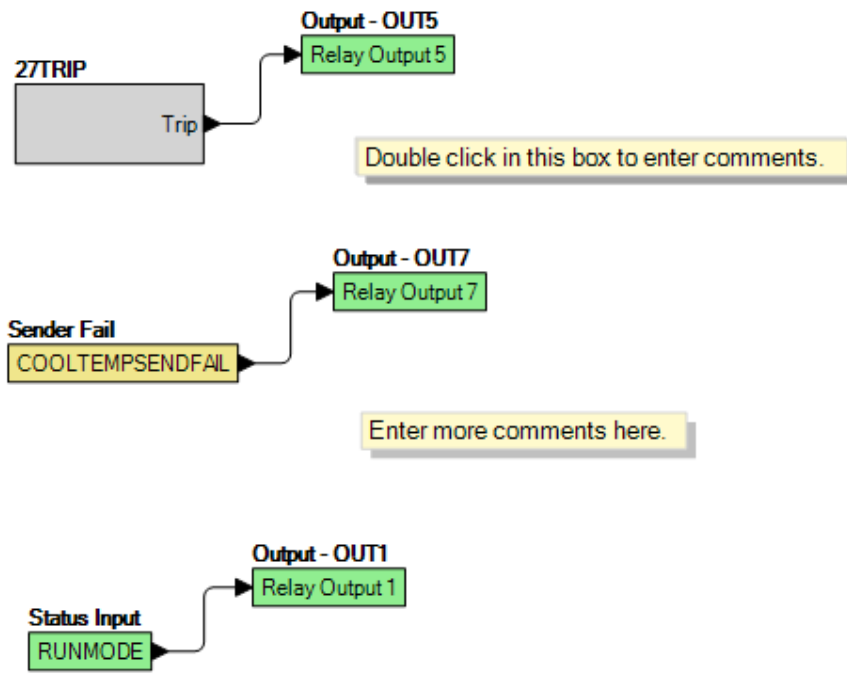 Output - OUT5
Relay Output 5
27TRIP
Trip
Double click in this box to enter comments.
Output - OUT7
Relay Output 7
Sender Fail
COOLTEMPSENDFAIL
Enter more comments here.
Output - OUT1
Relay Output 1
Status Input
RUNMODE